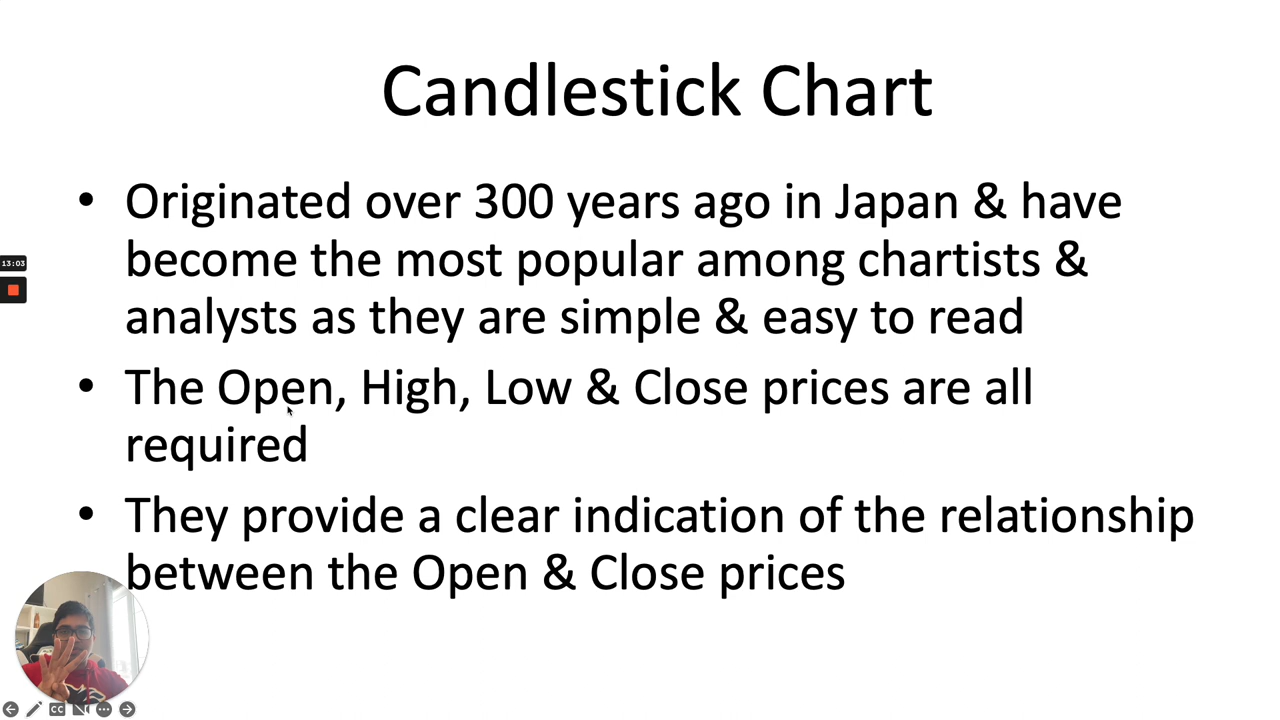 Candlestick Chart
• Originated over 300 years ago in Japan & have
become the most popular among chartists &
analysts as they are simple & easy to read
• The Open, High, Low & Close prices are all
required
• They provide a clear indication of the relationship
between the Open & Close prices
13:03
CC